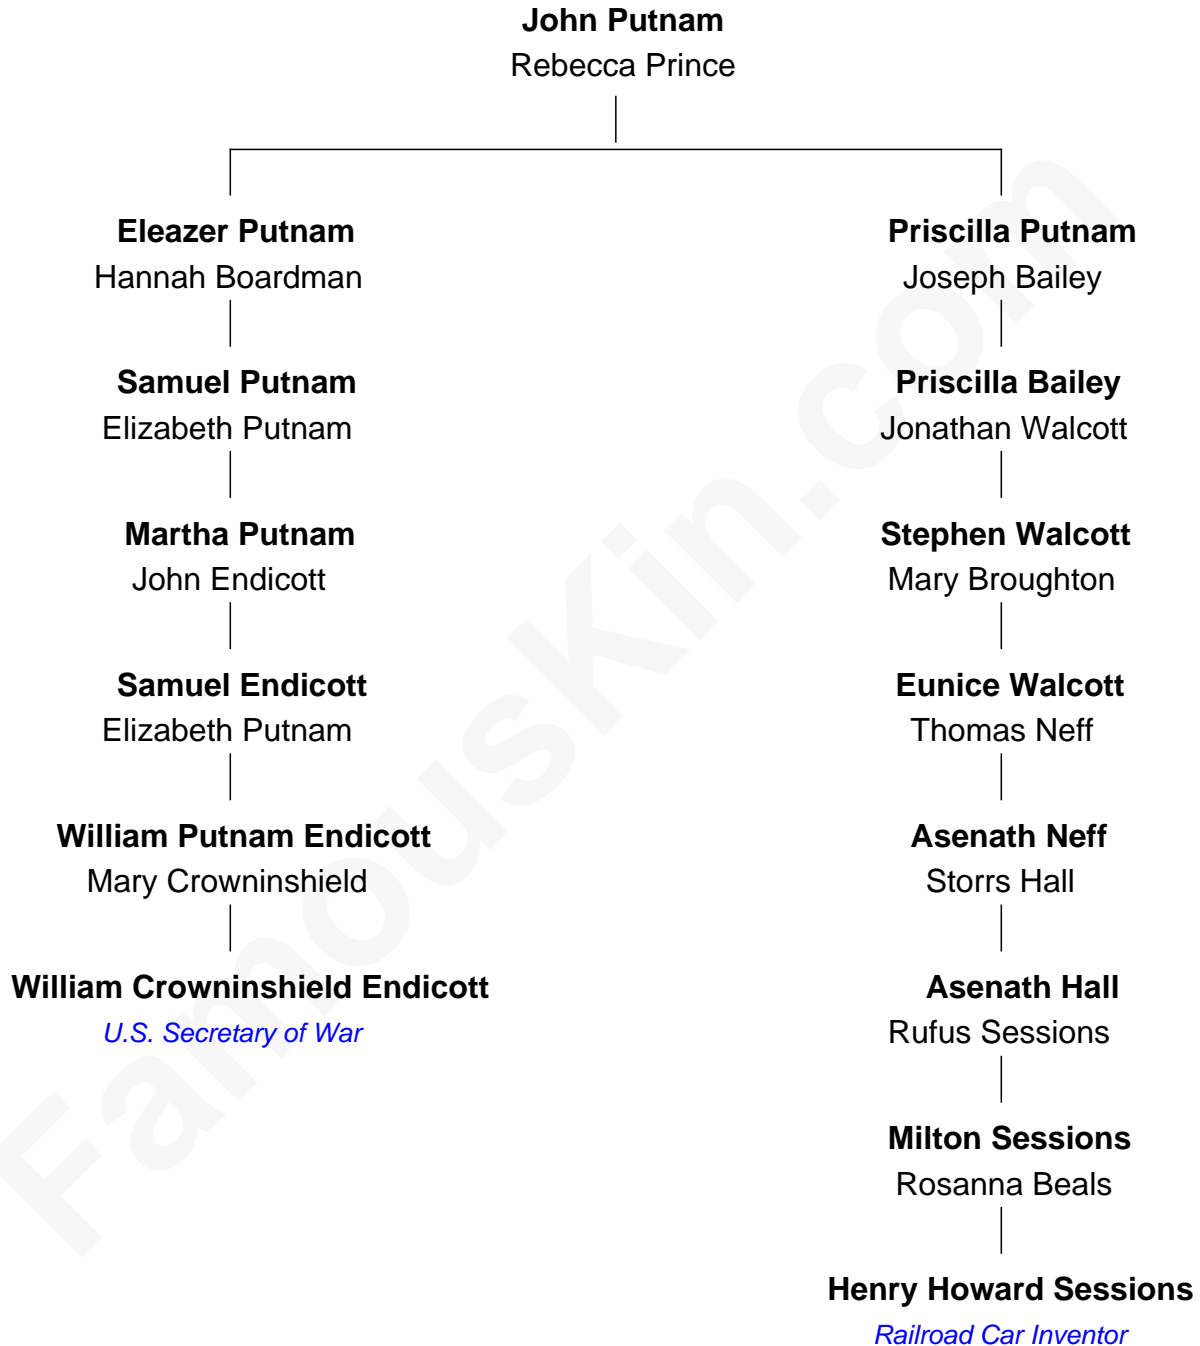 John Putnam
Rebecca Prince
Eleazer Putnam
Hannah Boardman
Priscilla Putnam
Joseph Bailey
Samuel Putnam
Elizabeth Putnam
Priscilla Bailey
Jonathan Walcott
Martha Putnam
John Endicott
Stephen Walcott
Mary Broughton
Samuel Endicott
Elizabeth Putnam
Eunice Walcott
Thomas Neff
William Putnam Endicott
Mary Crowninshield
Asenath Neff
Storrs Hall
William Crowninshield Endicott
U.S. Secretary of War
Asenath Hall
Rufus Sessions
Milton Sessions
Rosanna Beals
Henry Howard Sessions
Railroad Car Inventor
FamousKin.com